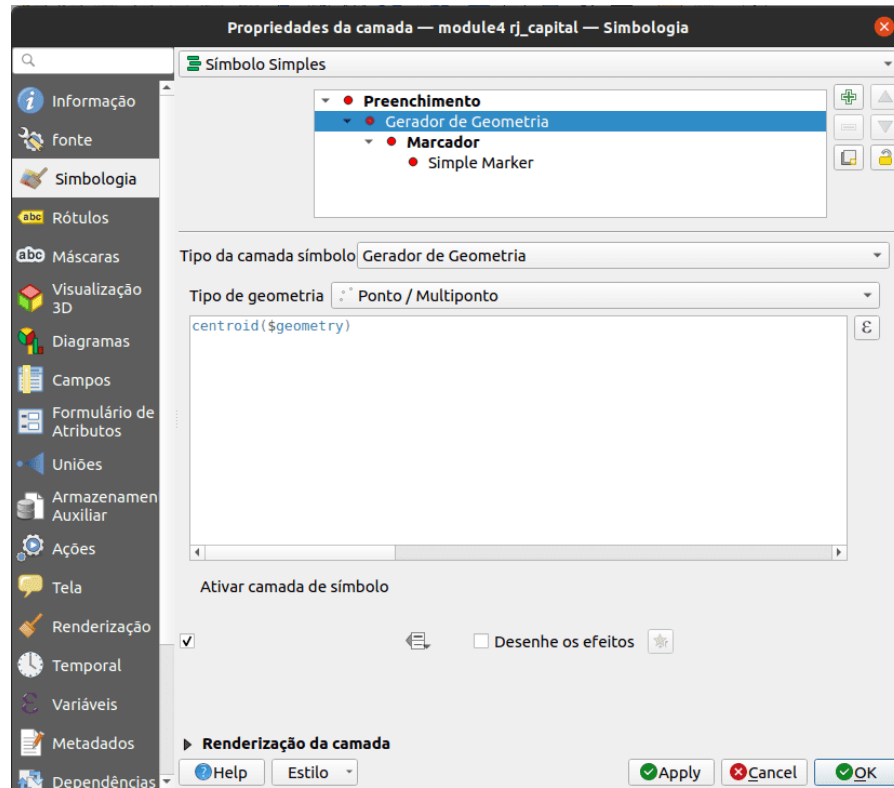 Propriedades da camada — module4 rj_capital — Simbologia
Informação
fonte
Simbologia
Rótulos
Máscaras
Visualização
3D
Diagramas
Campos
Formulário de
Atributos
Uniões
Armazenamen
Auxiliar
Ações
Tela
Renderização
Temporal
Variáveis
Metadados
Dependências
Símbolo Simples
Preenchimento
Gerador de Geometria
Marcador
Simple Marker
Tipo da camada símbolo Gerador de Geometria
Tipo de geometria Ponto / Multiponto
centroid($geometry)
ε
Ativar camada de símbolo
Desenhe os efeitos
Renderização da camada
Help Estilo Apply Cancel OK